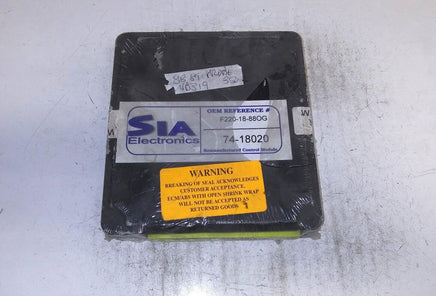 OEM REFERENCE #
F220-18-88OG
SIA
Electronics
74-18020
Remanufactured Control Module
WARNING
BREAKING OF SEAL ACKNOWLEDGES
CUSTOMER ACCEPTANCE.
ECM/ABS WITH OPEN SHRINK WRAP
WILL NOT BE ACCEPTED AS
RETURNED GOODS